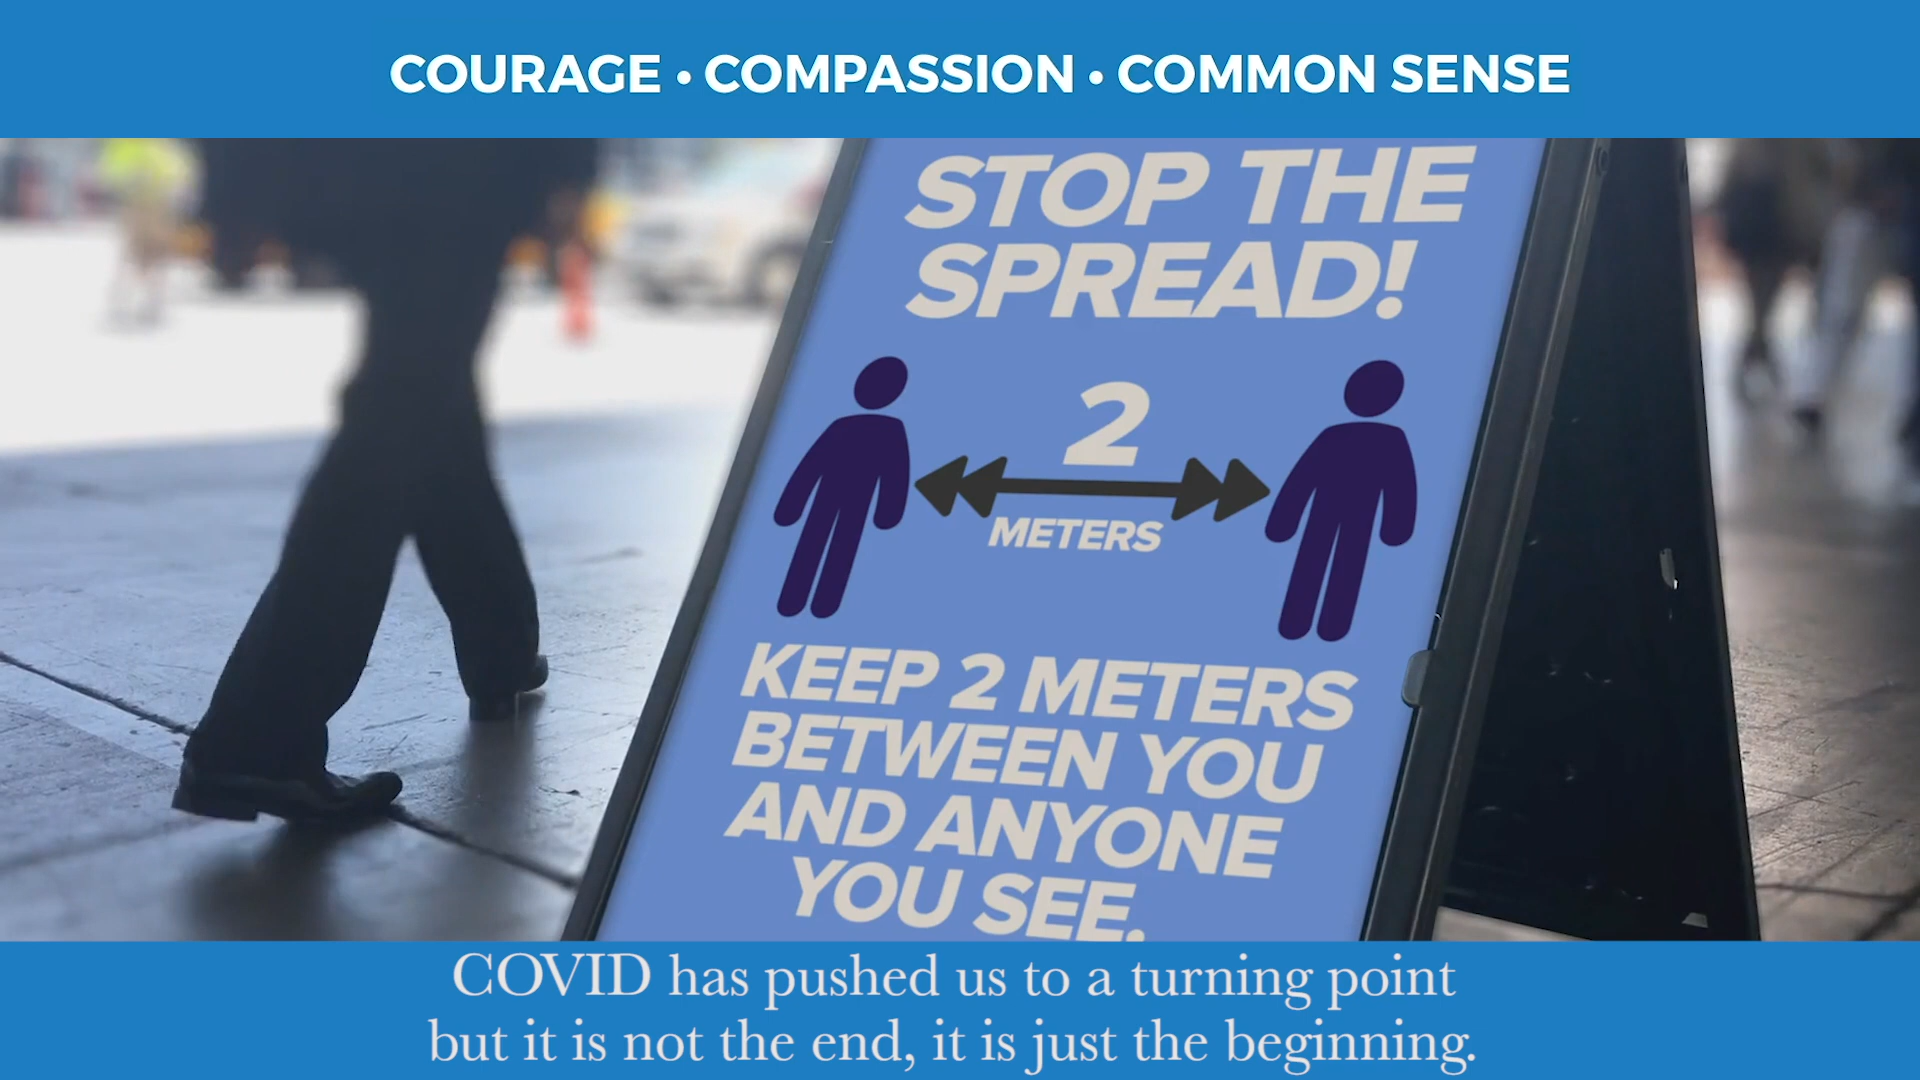 COURAGE • COMPASSION • COMMON SENSE
STOP THE
SPREAD!
2
METERS
KEEP 2 METERS
BETWEEN YOU
AND ANYONE
YOU SEE.
COVID has pushed us to a turning point
but it is not the end, it is just the beginning.